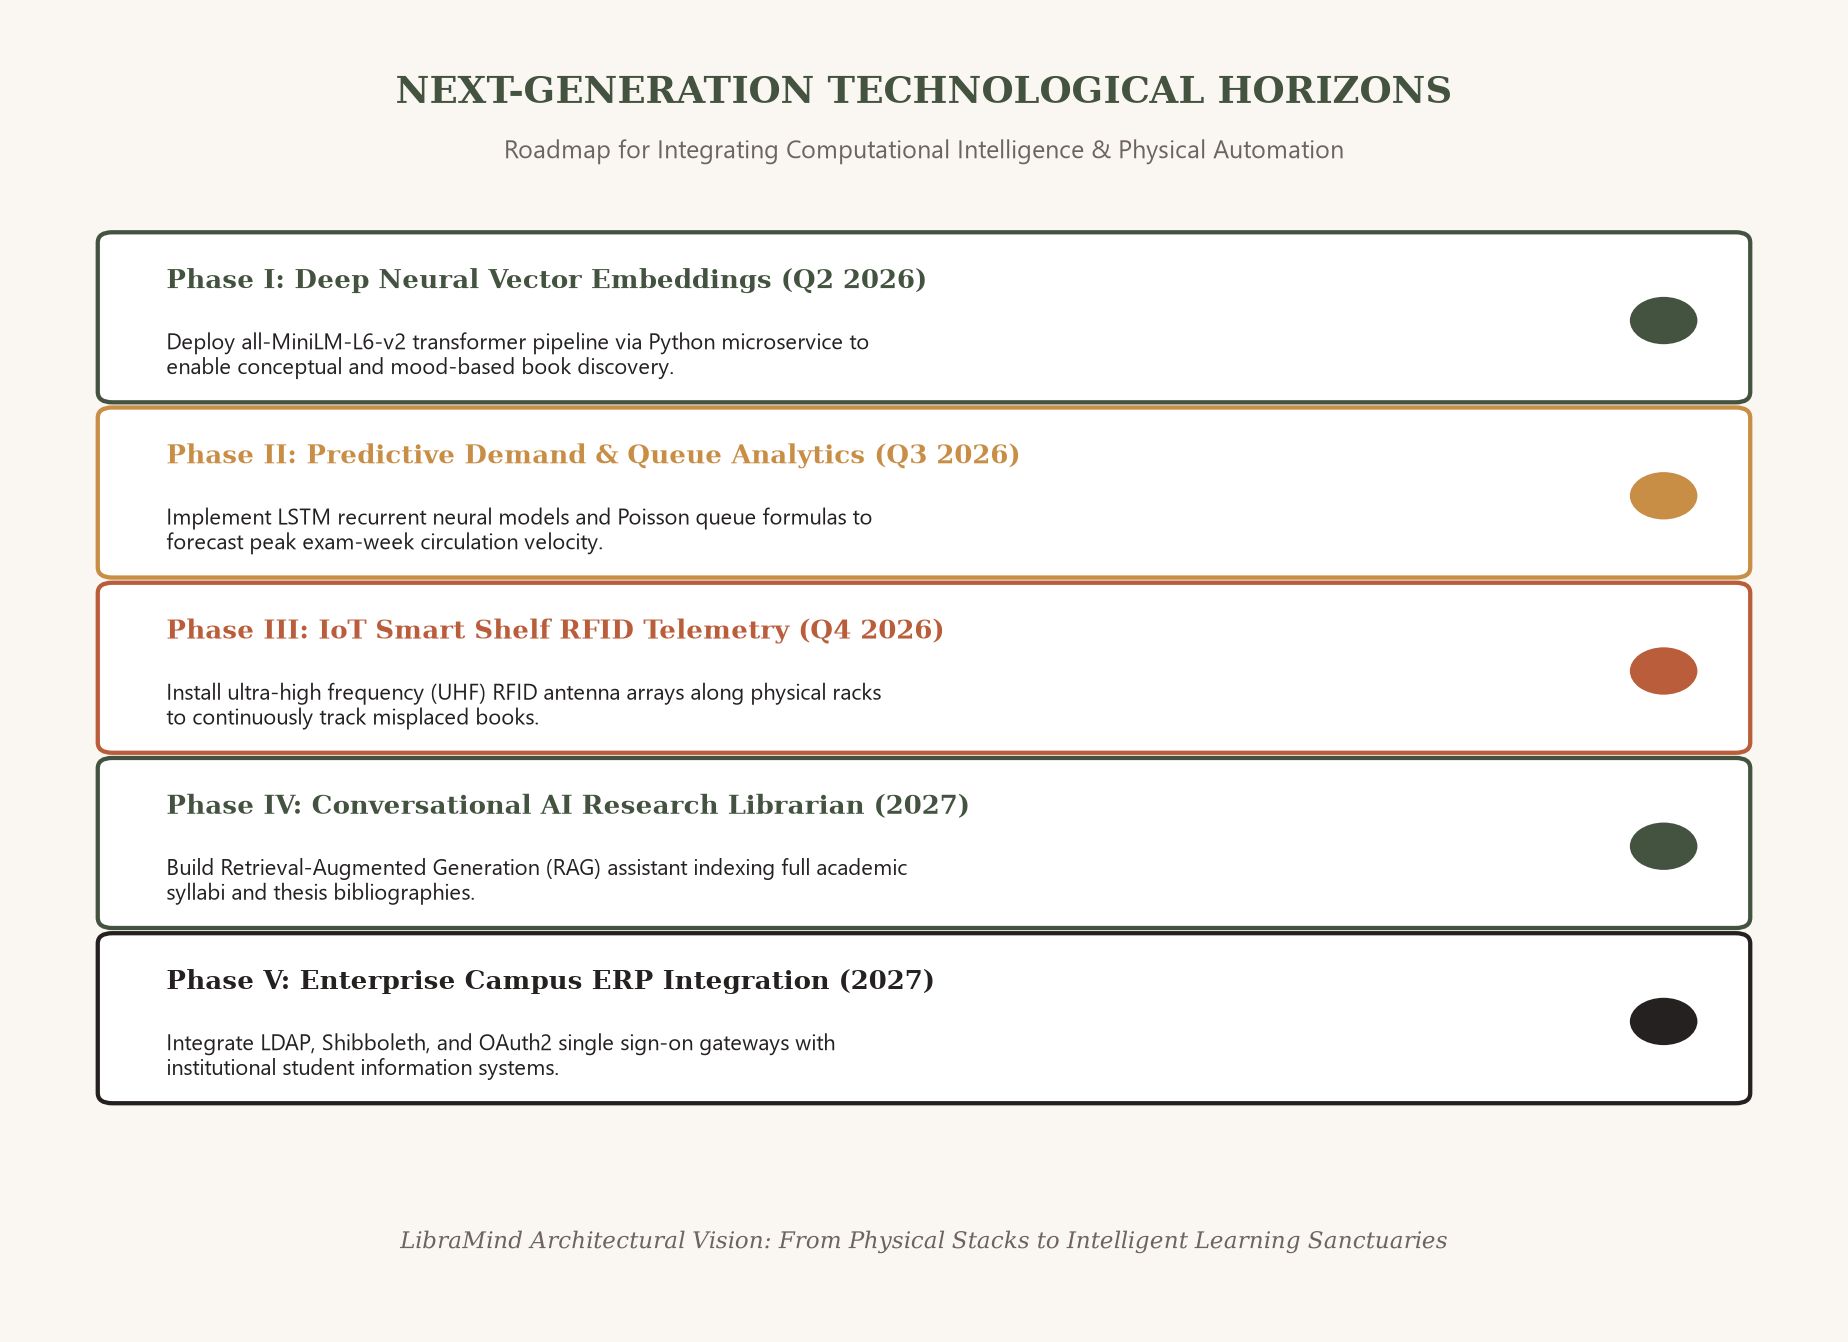 NEXT-GENERATION TECHNOLOGICAL HORIZONS
Roadmap for Integrating Computational Intelligence & Physical Automation
Phase I: Deep Neural Vector Embeddings (Q2 2026)
Deploy all-MiniLM-L6-v2 transformer pipeline via Python microservice to
enable conceptual and mood-based book discovery.
Phase II: Predictive Demand & Queue Analytics (Q3 2026)
Implement LSTM recurrent neural models and Poisson queue formulas to
forecast peak exam-week circulation velocity.
Phase III: IoT Smart Shelf RFID Telemetry (Q4 2026)
Install ultra-high frequency (UHF) RFID antenna arrays along physical racks
to continuously track misplaced books.
Phase IV: Conversational AI Research Librarian (2027)
Build Retrieval-Augmented Generation (RAG) assistant indexing full academic
syllabi and thesis bibliographies.
Phase V: Enterprise Campus ERP Integration (2027)
Integrate LDAP, Shibboleth, and OAuth2 single sign-on gateways with
institutional student information systems.
LibraMind Architectural Vision: From Physical Stacks to Intelligent Learning Sanctuaries